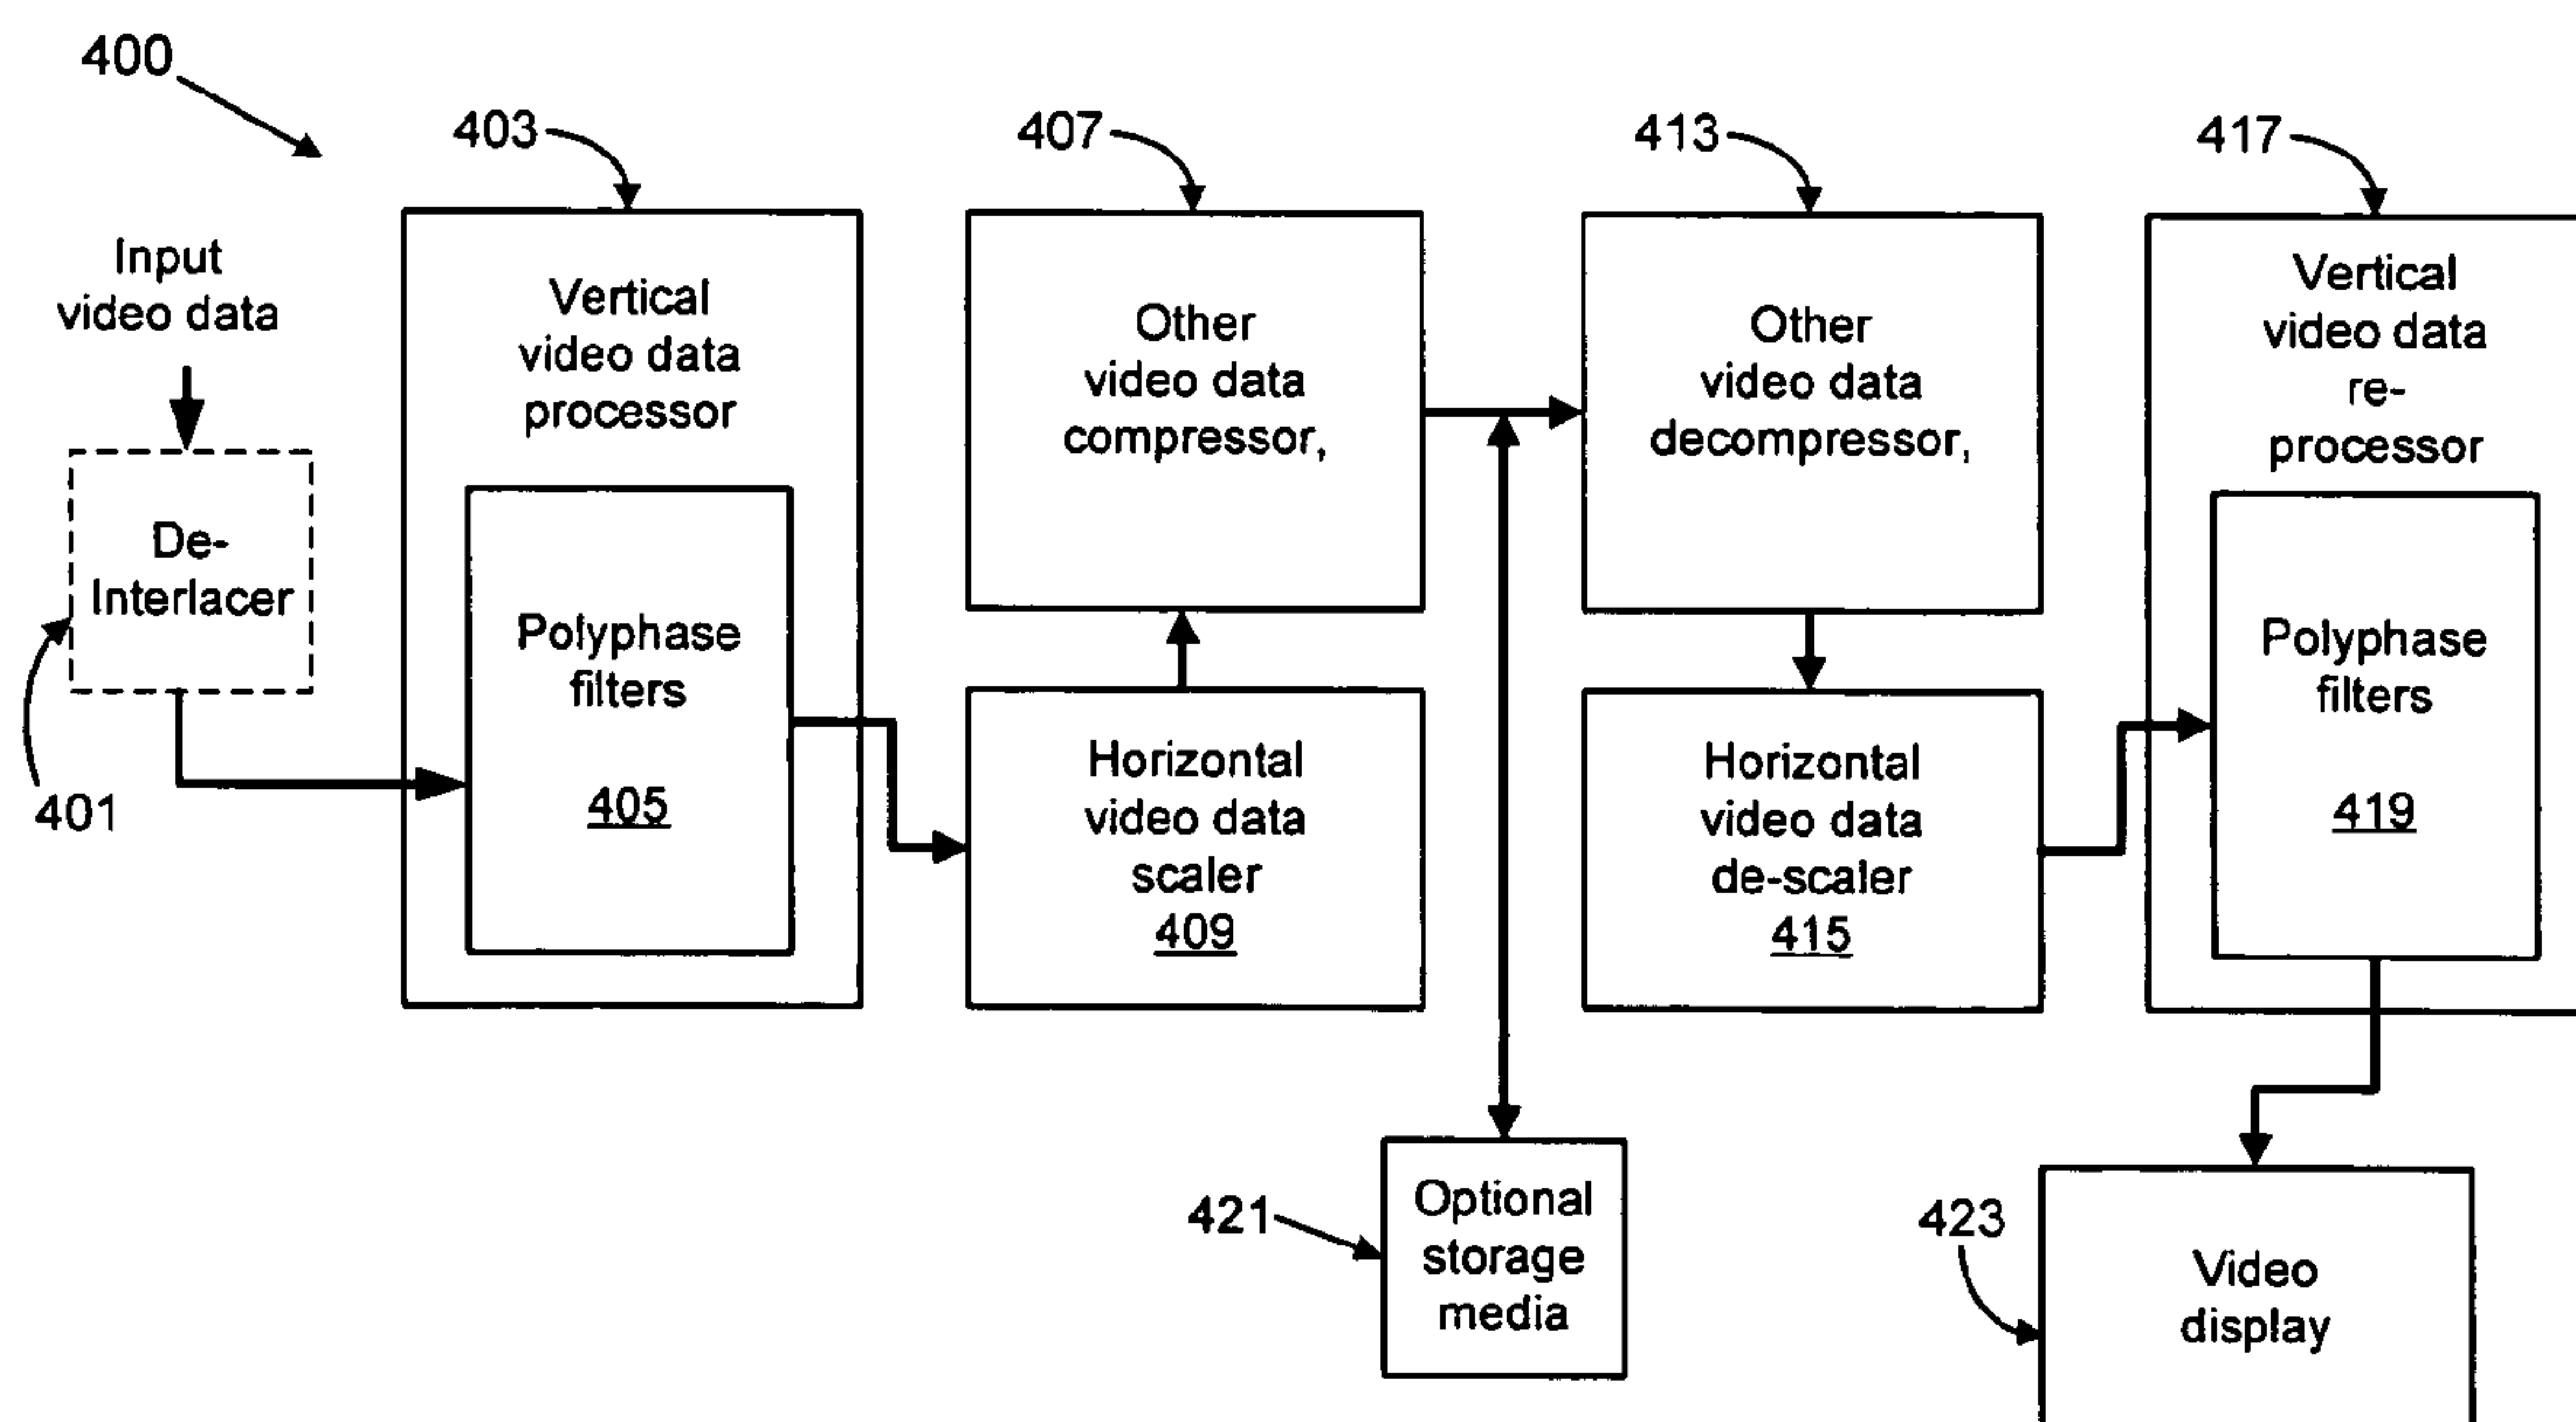 400
403
407
413
417
Input
video data
De-
Interlacer
401
Vertical
video data
processor
Polyphase
filters
405
Other
video data
compressor,
Horizontal
video data
scaler
409
Other
video data
decompressor,
Horizontal
video data
de-scaler
415
Vertical
video data
re-
processor
Polyphase
filters
419
421
Optional
storage
media
423
Video
display